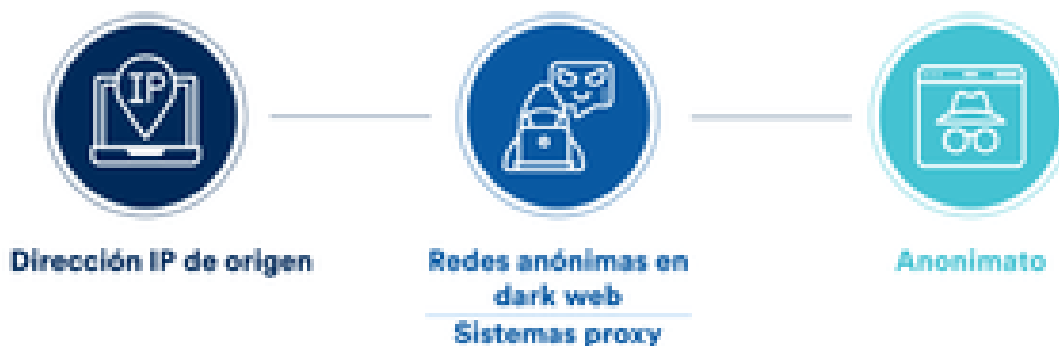 IP
Dirección IP de origen
Redes anónimas en
dark web
Sistemas proxy
Anonimato